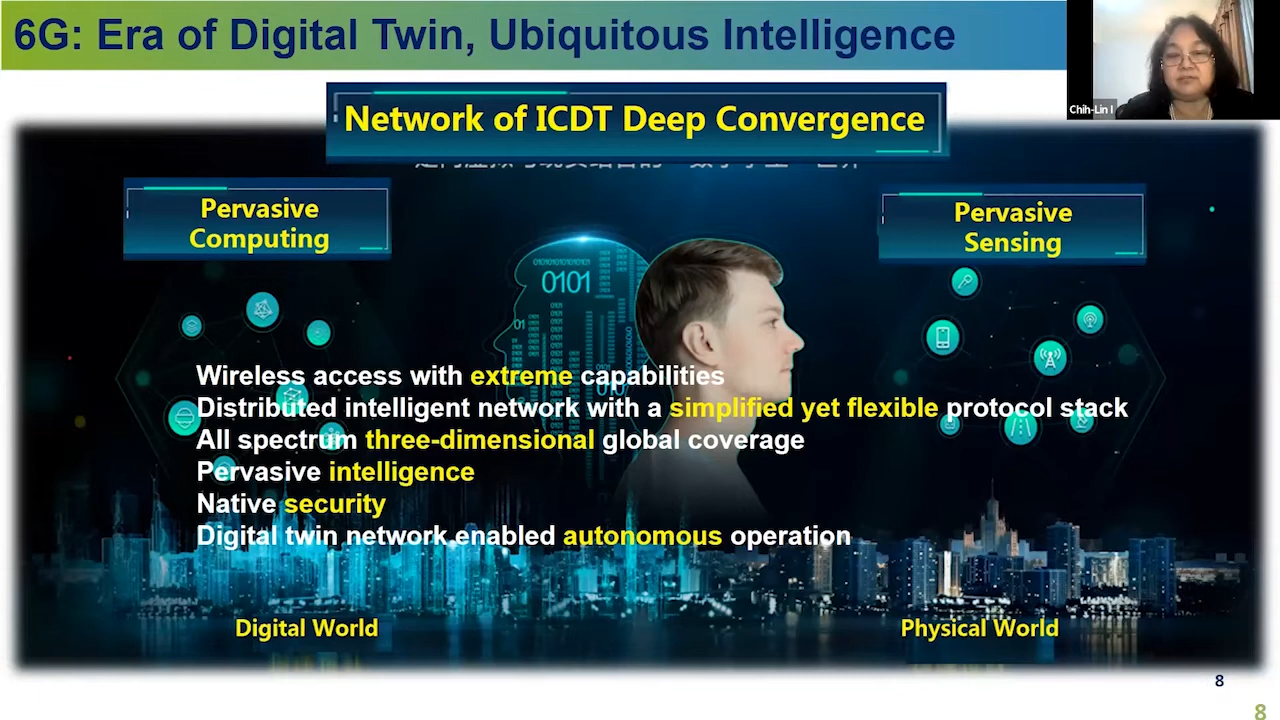 6G: Era of Digital Twin, Ubiquitous Intelligence
Chih-Lin I
Network of ICDT Deep Convergence
Pervasive
Computing
Pervasive
Sensing
0101
01
Wireless access with extreme capabilities
Distributed intelligent network with a simplified yet flexible protocol stack
All spectrum three-dimensional global coverage
Pervasive intelligence
Native security
Digital twin network enabled autonomous operation
Digital World
Physical World
8
8